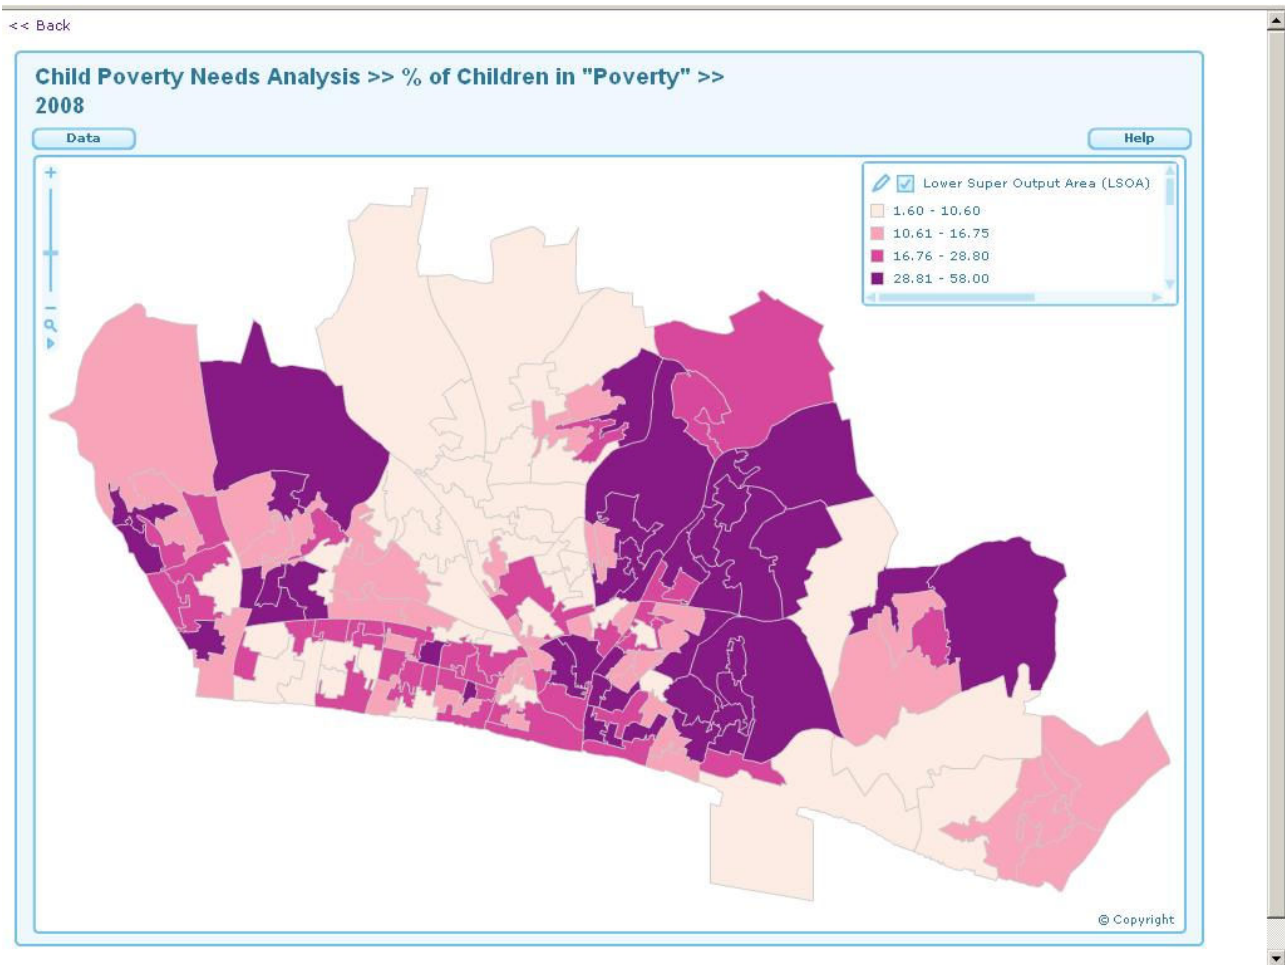 << Back
Child Poverty Needs Analysis >> % of Children in "Poverty" >>
2008
Data
Help
Lower Super Output Area (LSOA)
1.60 - 10.60
10.61 - 16.75
16.76 - 28.80
28.81 - 58.00
© Copyright